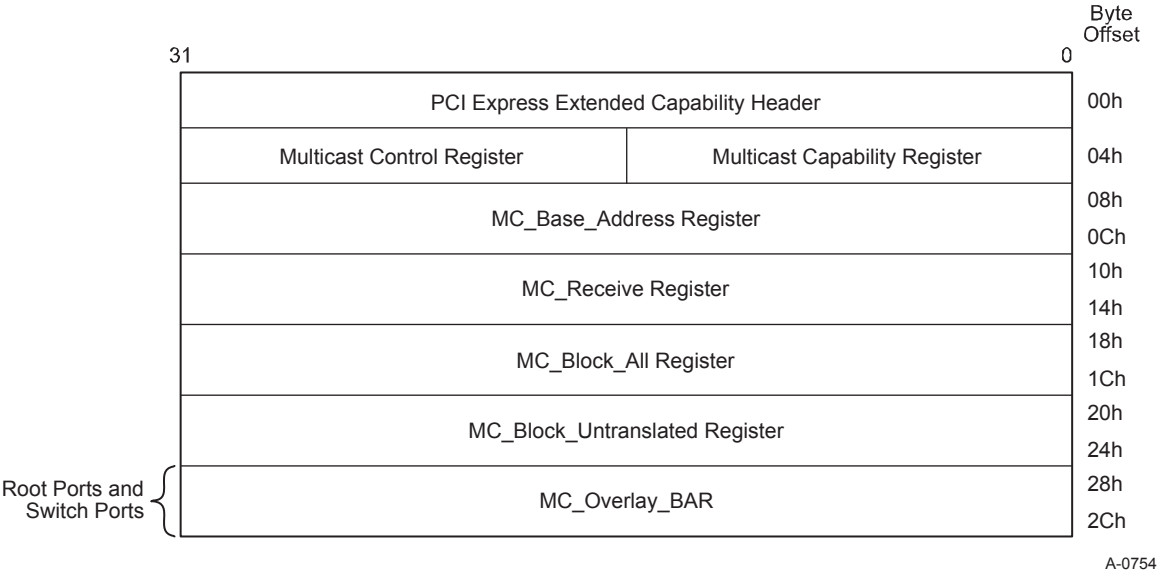 Byte
Offset
31 0
PCI Express Extended Capability Header 00h
Multicast Control Register Multicast Capability Register 04h
08h
MC_Base_Address Register
0Ch
10h
MC_Receive Register
14h
18h
MC_Block_All Register
1Ch
20h
MC_Block_Untranslated Register
24h
Root Ports and
Switch Ports
28h
MC_Overlay_BAR
2Ch
A-0754